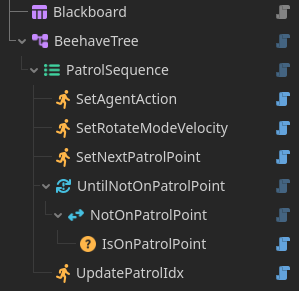 Blackboard
BeehaveTree
PatrolSequence
SetAgentAction
SetRotateModeVelocity
SetNextPatrolPoint
UntilNotOnPatrolPoint
NotOnPatrolPoint
IsOnPatrolPoint
UpdatePatrolIdx